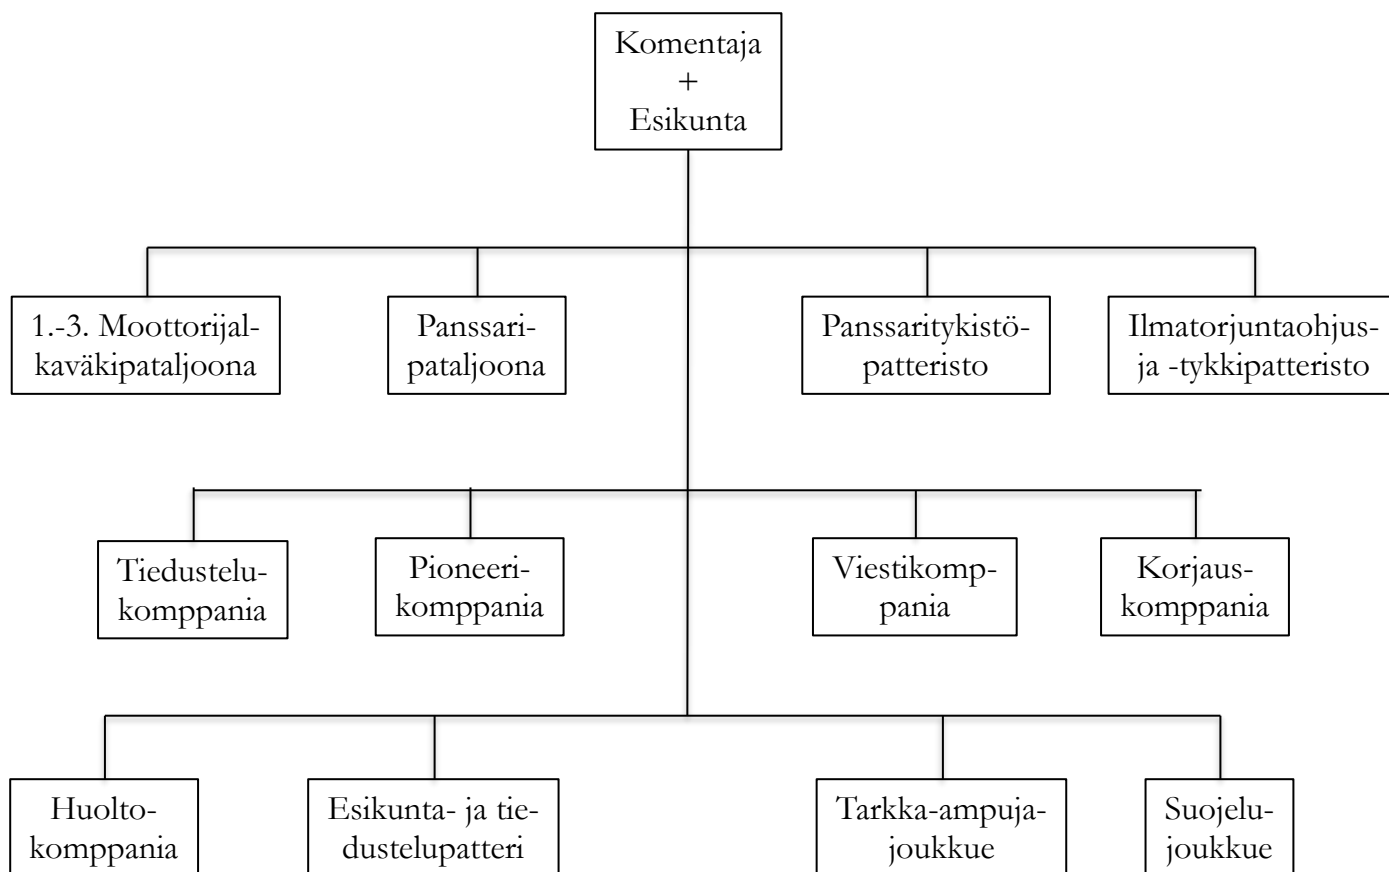 Komentaja
+
Esikunta
1.-3. Moottorijal-
kaväkipataljoona
Panssari-
pataljoona
Panssaritykistö-
patteristo
Ilmatorjuntaohjus-
ja -tykkipatteristo
Tiedustelu-
komppania
Pioneeri-
komppania
Viestikomp-
pania
Korjaus-
komppania
Huolto-
komppania
Esikunta- ja tie-
dustelupatteri
Tarkka-ampuja-
joukkue
Suojelu-
joukkue